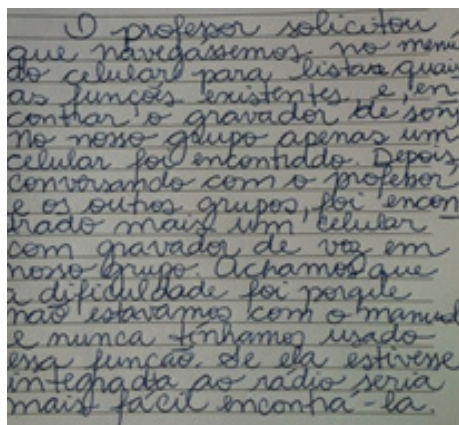 O professor solicitou
que navegassemos no menu
do celular para listar quais
as funções existentes, e en
contrar o gravador de som
No nosso grupo apenas um
celular foi encontrddo. Depois,
conversando com o professor
e os outros grupos, foi encon
trado mais um celular
com gravador de voz em
nosso grupo. Achamos que
a dificuldade foi porque
não estavamos com o manual
e nunca tínhamos usado
essa função. Se ela estivesse
integrada ao rádio seria
mais fácil encontrá-la.